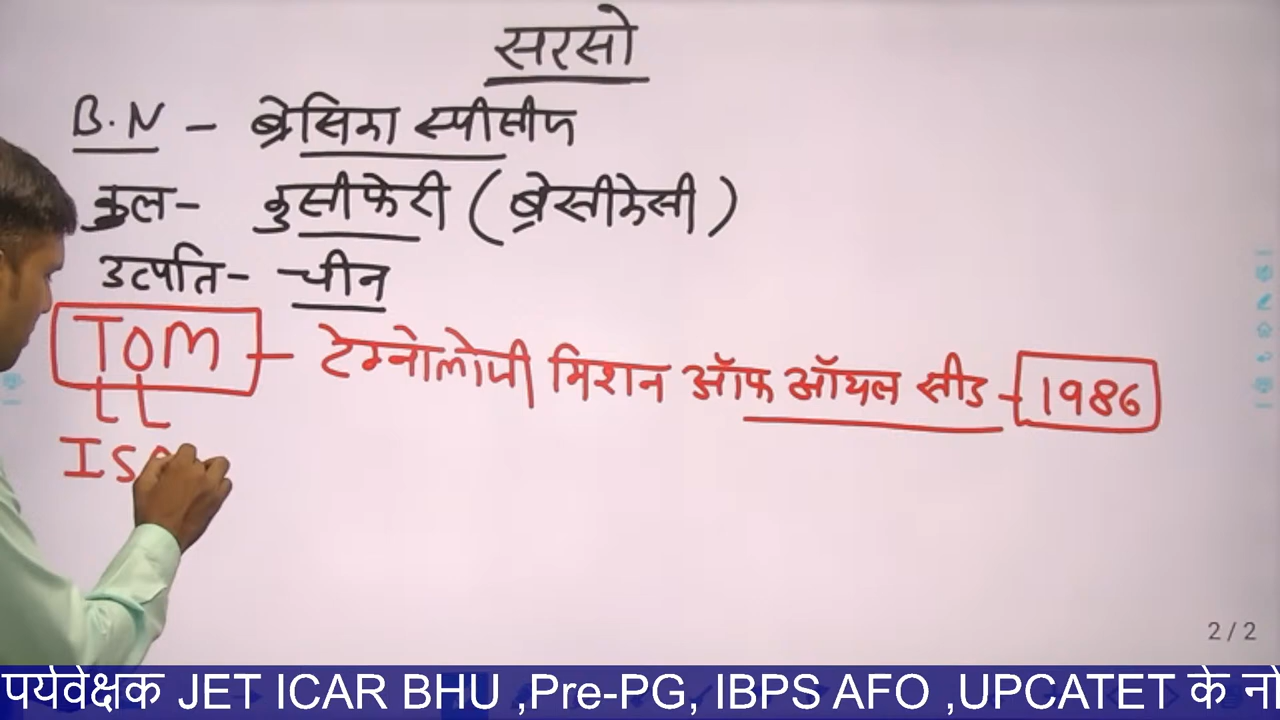 सरसो
B.N - ब्रेसिका स्पीसीज
कुल- कुसीफेरी (ब्रेसीकेसी)
उत्पति- चीन
TOM - टेक्नोलोजी मिशन ऑफ ऑयल सीड - 1986
IS
2/2
पर्यवेक्षक JET ICAR BHU ,Pre-PG, IBPS AFO ,UPCATET के नो